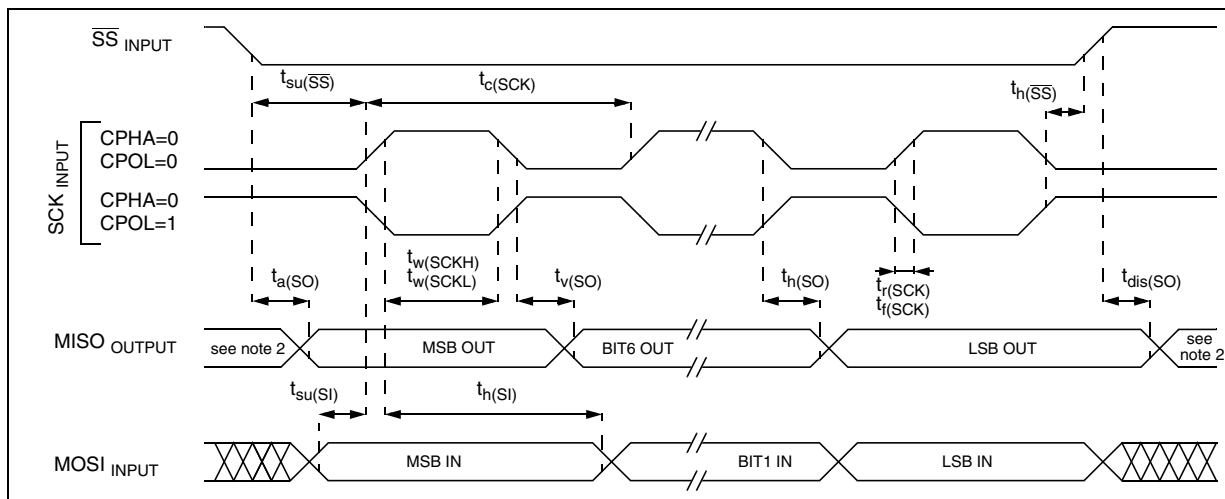 SS INPUT
tsu(SS)
tc(SCK)
th(SS)
SCK INPUT
CPHA=0
CPOL=0
CPHA=0
CPOL=1
tw(SCKH)
tw(SCKL)
ta(SO)
tv(SO)
th(SO)
tr(SCK)
tf(SCK)
tdis(SO)
MISO OUTPUT
see note 2
MSB OUT
BIT6 OUT
LSB OUT
see
note 2
tsu(SI)
th(SI)
MOSI INPUT
MSB IN
BIT1 IN
LSB IN